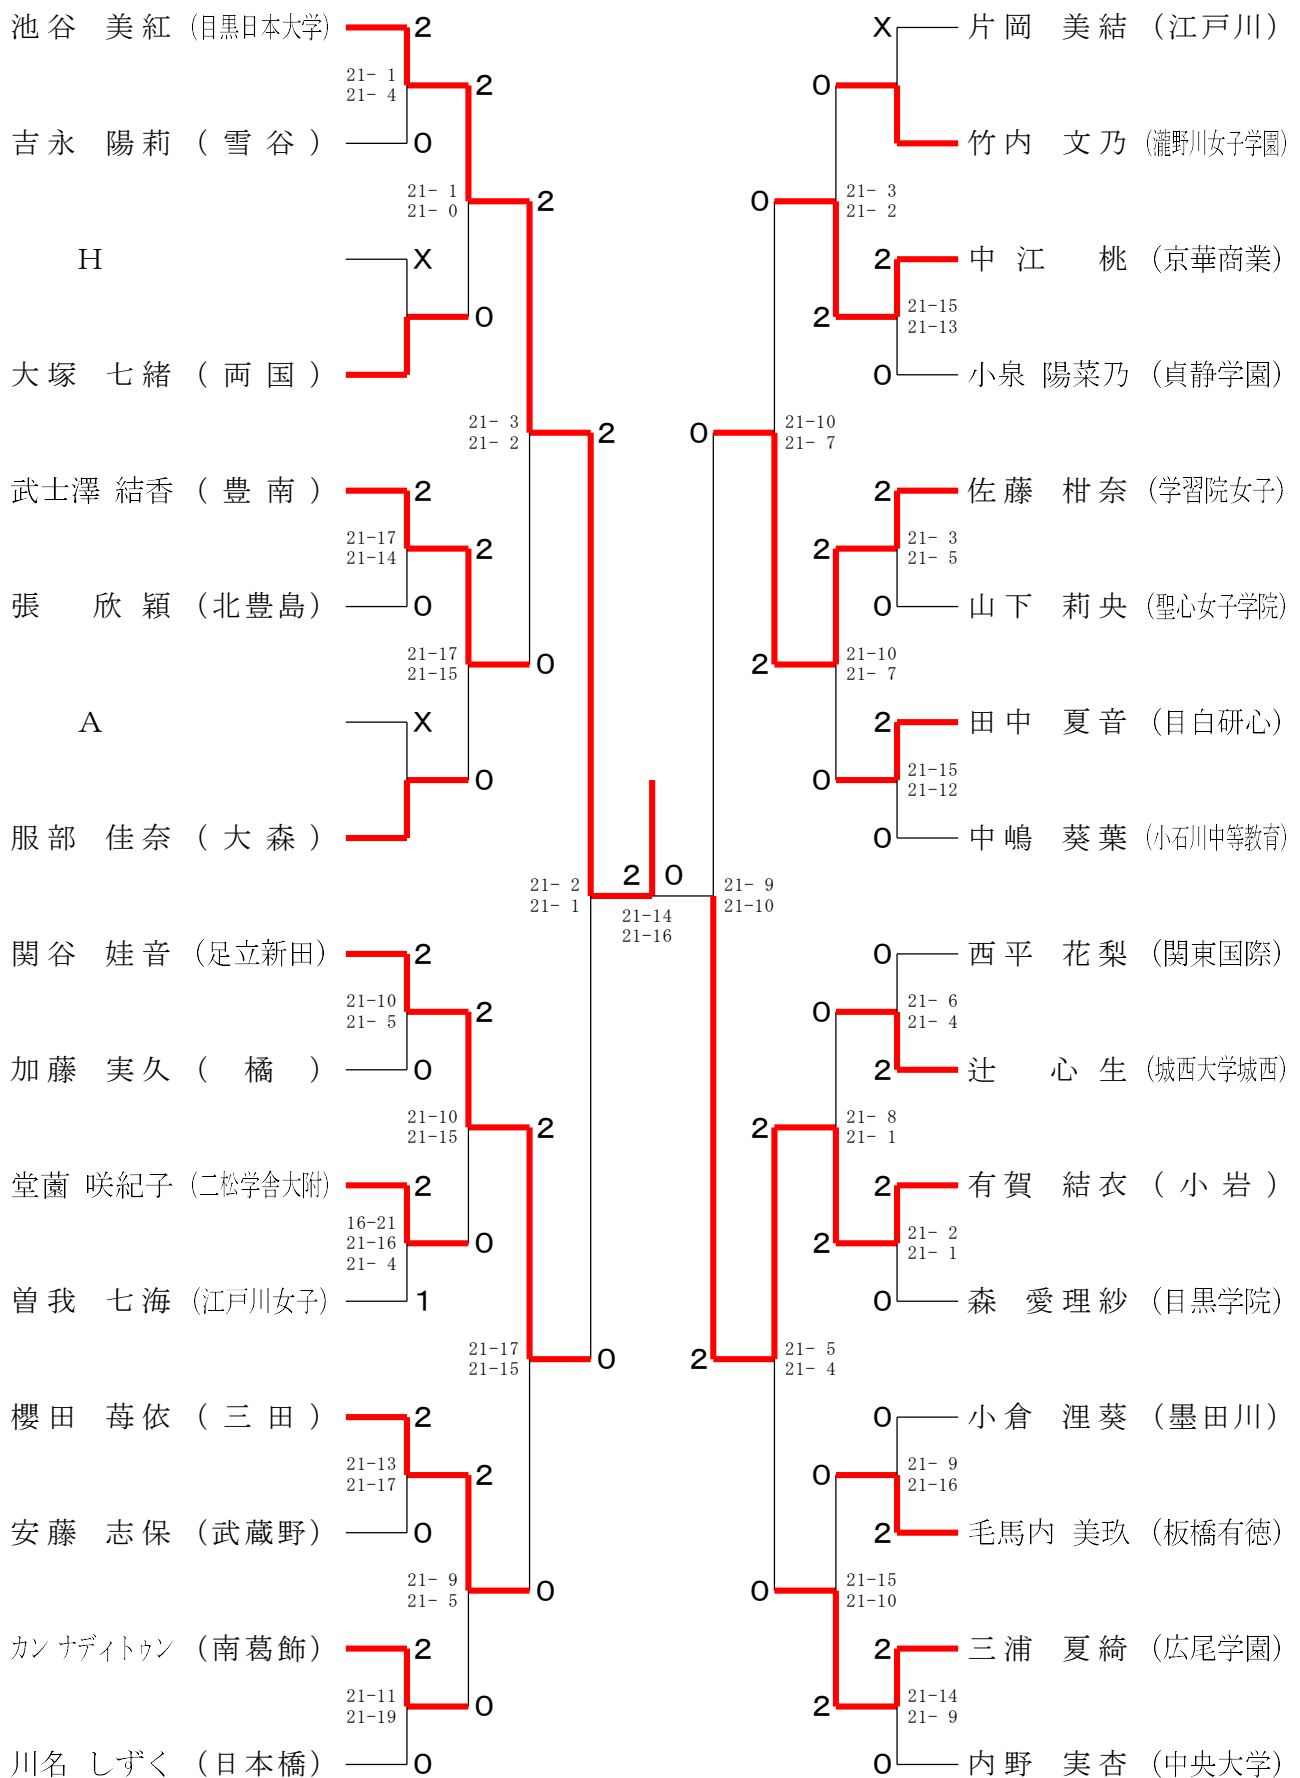 池谷 美紅 (目黒日本大学) 2
21- 1
21- 4
2
吉永 陽莉 ( 雪 谷 ) 0
21- 1
21- 0
2
H X
0
大塚 七緒 ( 両 国 )
21- 3
21- 2
2
武士澤 結香 ( 豊 南 ) 2
21-17
21-14
2
張 欣穎 (北豊島) 0
21-17
21-15
0
A X
0
服部 佳奈 ( 大 森 )
21- 2
21- 1
2 0
21-14
21-16
関谷 娃音 (足立新田) 2
21-10
21- 5
2
加藤 実久 ( 橘 ) 0
21-10
21-15
2
堂薗 咲紀子 (二松学舎大附) 2
16-21
21-16
21- 4
0
曽我 七海 (江戸川女子) 1
21-17
21-15
0
櫻田 苺依 ( 三 田 ) 2
21-13
21-17
2
安藤 志保 (武蔵野) 0
21- 9
21- 5
0
カン ナディトゥン (南葛飾) 2
21-11
21-19
0
川名 しずく (日本橋) 0
X 片岡 美結 (江戸川)
0
竹内 文乃 (瀧野川女子学園)
0
21- 3
21- 2
2 中江 桃 (京華商業)
2
21-15
21-13
0 小泉 陽菜乃 (貞静学園)
0
21-10
21- 7
2 佐藤 柑奈 (学習院女子)
2
21- 3
21- 5
0 山下 莉央 (聖心女子学院)
2
21-10
21- 7
2 田中 夏音 (目白研心)
0
21-15
21-12
0 中嶋 葵葉 (小石川中等教育)
21- 9
21-10
0 西平 花梨 (関東国際)
0
21- 6
21- 4
2 辻 心生 (城西大学城西)
2
21- 8
21- 1
2 有賀 結衣 ( 小 岩 )
2
21- 2
21- 1
0 森 愛理紗 (目黒学院)
2
21- 5
21- 4
0 小倉 浬葵 (墨田川)
0
21- 9
21-16
2 毛馬内 美玖 (板橋有徳)
0
21-15
21-10
2 三浦 夏綺 (広尾学園)
2
21-14
21- 9
0 内野 実杏 (中央大学)